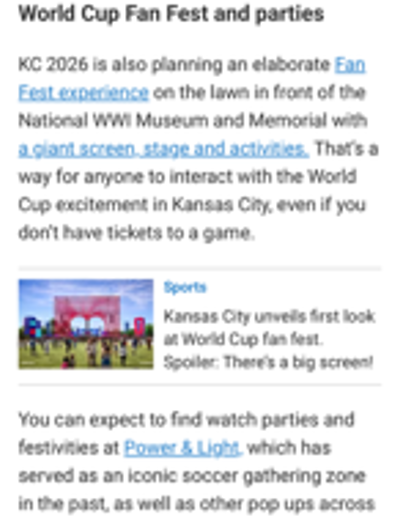 World Cup Fan Fest and parties
KC 2026 is also planning an elaborate Fan
Fest experience on the lawn in front of the
National WWI Museum and Memorial with
a giant screen, stage and activities. That's a
way for anyone to interact with the World
Cup excitement in Kansas City, even if you
don't have tickets to a game.
Sports
Kansas City unveils first look
at World Cup fan fest.
Spoiler: There's a big screen!
You can expect to find watch parties and
festivities at Power & Light, which has
served as an iconic soccer gathering zone
in the past, as well as other pop ups across